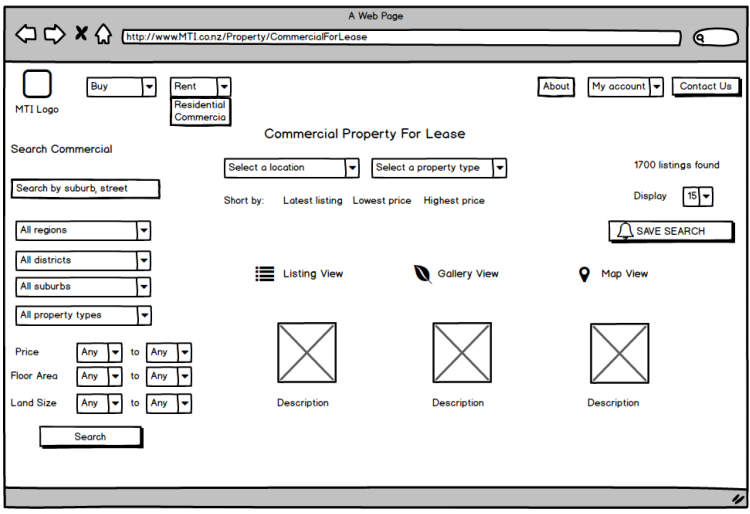 A Web Page
http://www.MTI.co.nz/Property/CommercialForLease
MTI Logo
Buy
Rent
Residential
Commercia
About
My account
Contact Us
Commercial Property For Lease
Search Commercial
Search by suburb, street
All regions
All districts
All suburbs
All property types
Price Any to Any
Floor Area Any to Any
Land Size Any to Any
Search
Select a location
Select a property type
Short by: Latest listing Lowest price Highest price
1700 listings found
Display 15
SAVE SEARCH
Listing View
Gallery View
Map View
Description
Description
Description